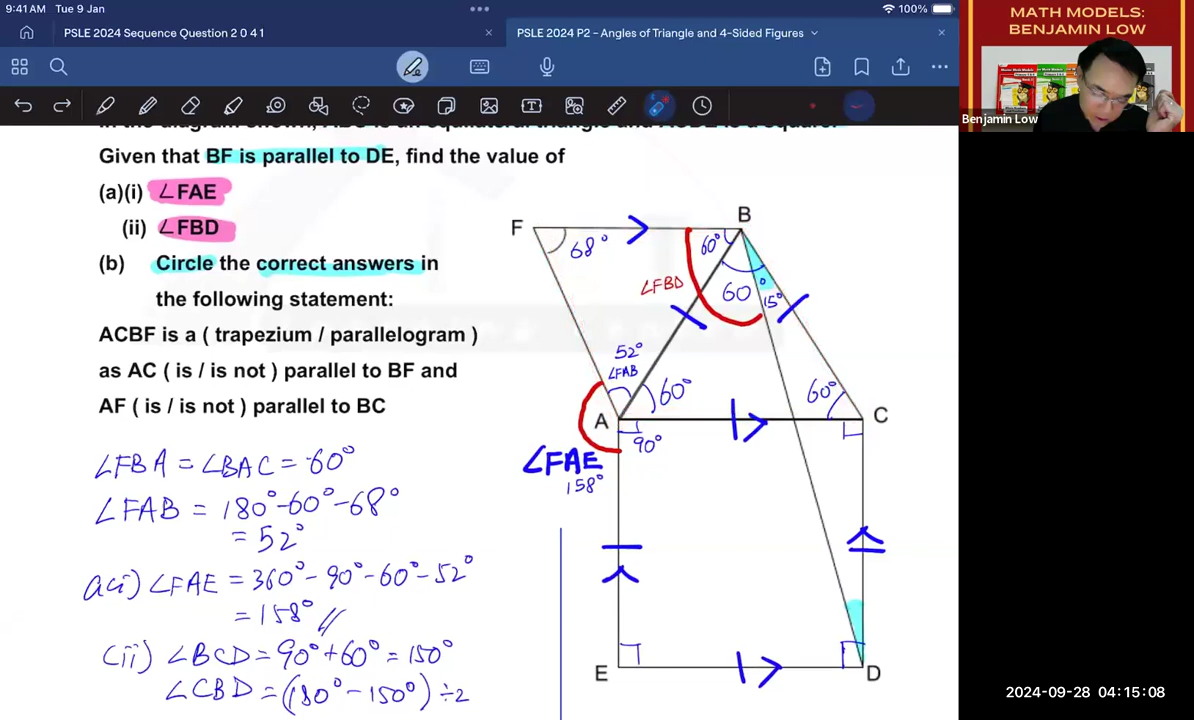 9:41 AM Tue 9 Jan
100%
PSLE 2024 Sequence Question 2 0 4 1
PSLE 2024 P2 – Angles of Triangle and 4-Sided Figures
MATH MODELS:
BENJAMIN LOW
Benjamin Low
Given that BF is parallel to DE, find the value of
(a)(i) ∠FAE
(ii) ∠FBD
(b) Circle the correct answers in
the following statement:
ACBF is a ( trapezium / parallelogram )
as AC ( is / is not ) parallel to BF and
AF ( is / is not ) parallel to BC
∠FBA = ∠BAC = 60°
∠FAB = 180°-60°-68°
= 52°
a(i) ∠FAE = 360°-90°-60°-52°
= 158° //
(ii) ∠BCD = 90°+60° = 150°
∠CBD = (180°-150°) ÷2
F
B
68°
60°
∠FBD
60°
15°
52°
∠FAB
60°
60°
A
C
90°
∠FAE
158°
E
D
2024-09-28 04:15:08